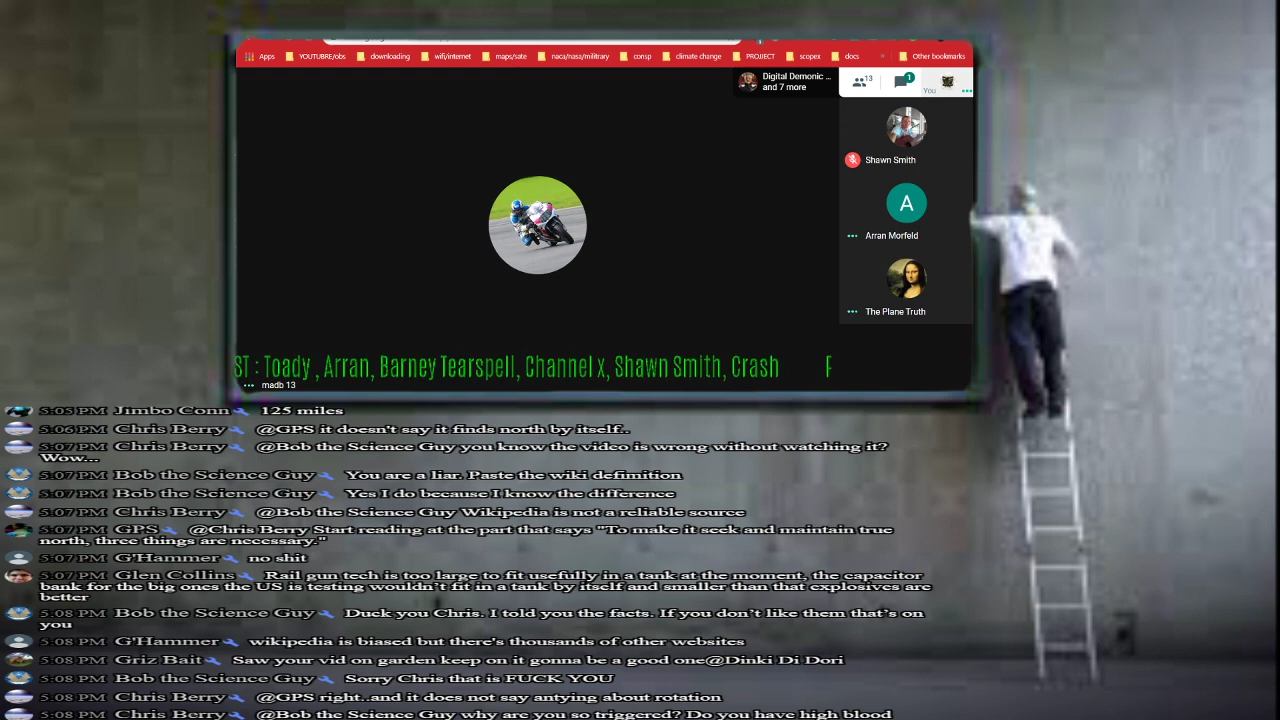 Apps YOUTUBRE/obs downloading wifi/internet maps/sate naca/nasa/militrary consp climate change PROJECT scopex docs Other bookmarks
Digital Demonic ...
and 7 more
13
1
You
Shawn Smith
A
Arran Morfeld
The Plane Truth
ST : Toady , Arran, Barney Tearspell, Channel x, Shawn Smith, Crash
madb 13
5:05 PM Jimbo Conn 125 miles
5:06 PM Chris Berry @GPS it doesn't say it finds north by itself..
5:07 PM Chris Berry @Bob the Science Guy you know the video is wrong without watching it?
Wow...
5:07 PM Bob the Science Guy You are a liar. Paste the wiki definition
5:07 PM Bob the Science Guy Yes I do because I know the difference
5:07 PM Chris Berry @Bob the Science Guy Wikipedia is not a reliable source
5:07 PM GPS @Chris Berry Start reading at the part that says "To make it seek and maintain true
north, three things are necessary:"
5:07 PM G'Hammer no shit
5:07 PM Glen Collins Rail gun tech is too large to fit usefully in a tank at the moment, the capacitor
bank for the big ones the US is testing wouldn't fit in a tank by itself and smaller than that explosives are
better
5:08 PM Bob the Science Guy Duck you Chris. I told you the facts. If you don't like them that's on
you
5:08 PM G'Hammer wikipedia is biased but there's thousands of other websites
5:08 PM Griz Bait Saw your vid on garden keep on it gonna be a good one@Dinki Di Dori
5:08 PM Bob the Science Guy Sorry Chris that is FUCK YOU
5:08 PM Chris Berry @GPS right..and it does not say antying about rotation
5:08 PM Chris Berry @Bob the Science Guy why are you so triggered? Do you have high blood